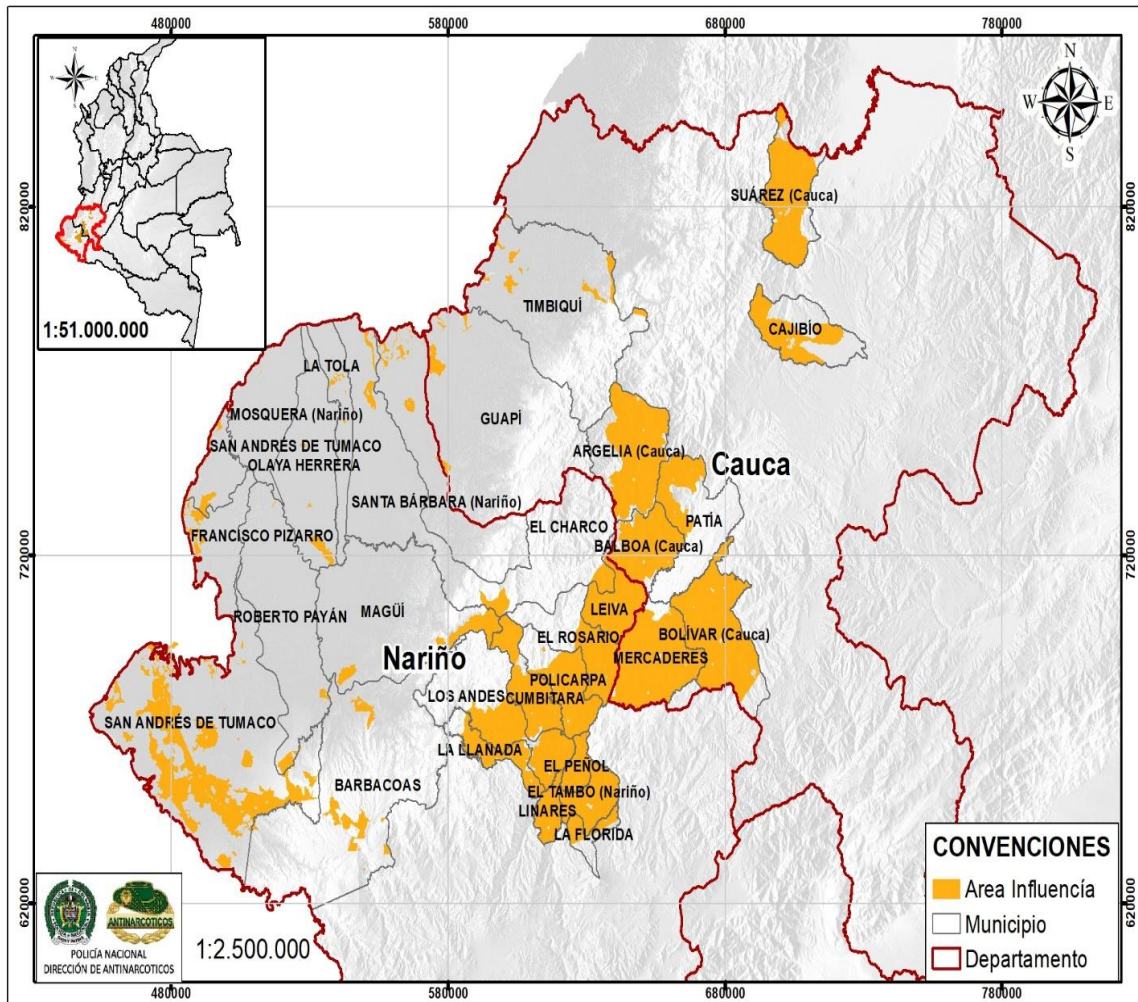 480000
580000
680000
780000
N
W
E
S
1:51.000.000
N
W E
S
820000
820000
SUÁREZ (Cauca)
TIMBIQUÍ
CAJIBÍO
LA TOLA
MOSQUERA (Nariño)
GUAPÍ
SAN ANDRÉS DE TUMACO
OLAYA HERRERA
ARGELIA (Cauca)
Cauca
SANTA BÁRBARA (Nariño)
EL CHARCO
PATÍA
FRANCISCO PIZARRO
BALBOA (Cauca)
720000
720000
ROBERTO PAYÁN
MAGÜÍ
LEIVA
EL ROSARIO
BOLÍVAR (Cauca)
Nariño
MERCADERES
POLICARPA
LOS ANDES
CUMBITARA
SAN ANDRÉS DE TUMACO
LA LLAÑADA
EL PEÑOL
BARBACOAS
EL TAMBO (Nariño)
LINARES
LA FLORIDA
CONVENCIONES
Area Influencía
Municipio
Departamento
620000
620000
ANTINARCOTICOS
POLICÍA NACIONAL
DIRECCIÓN DE ANTINARCOTICOS
1:2.500.000
480000
580000
680000
780000